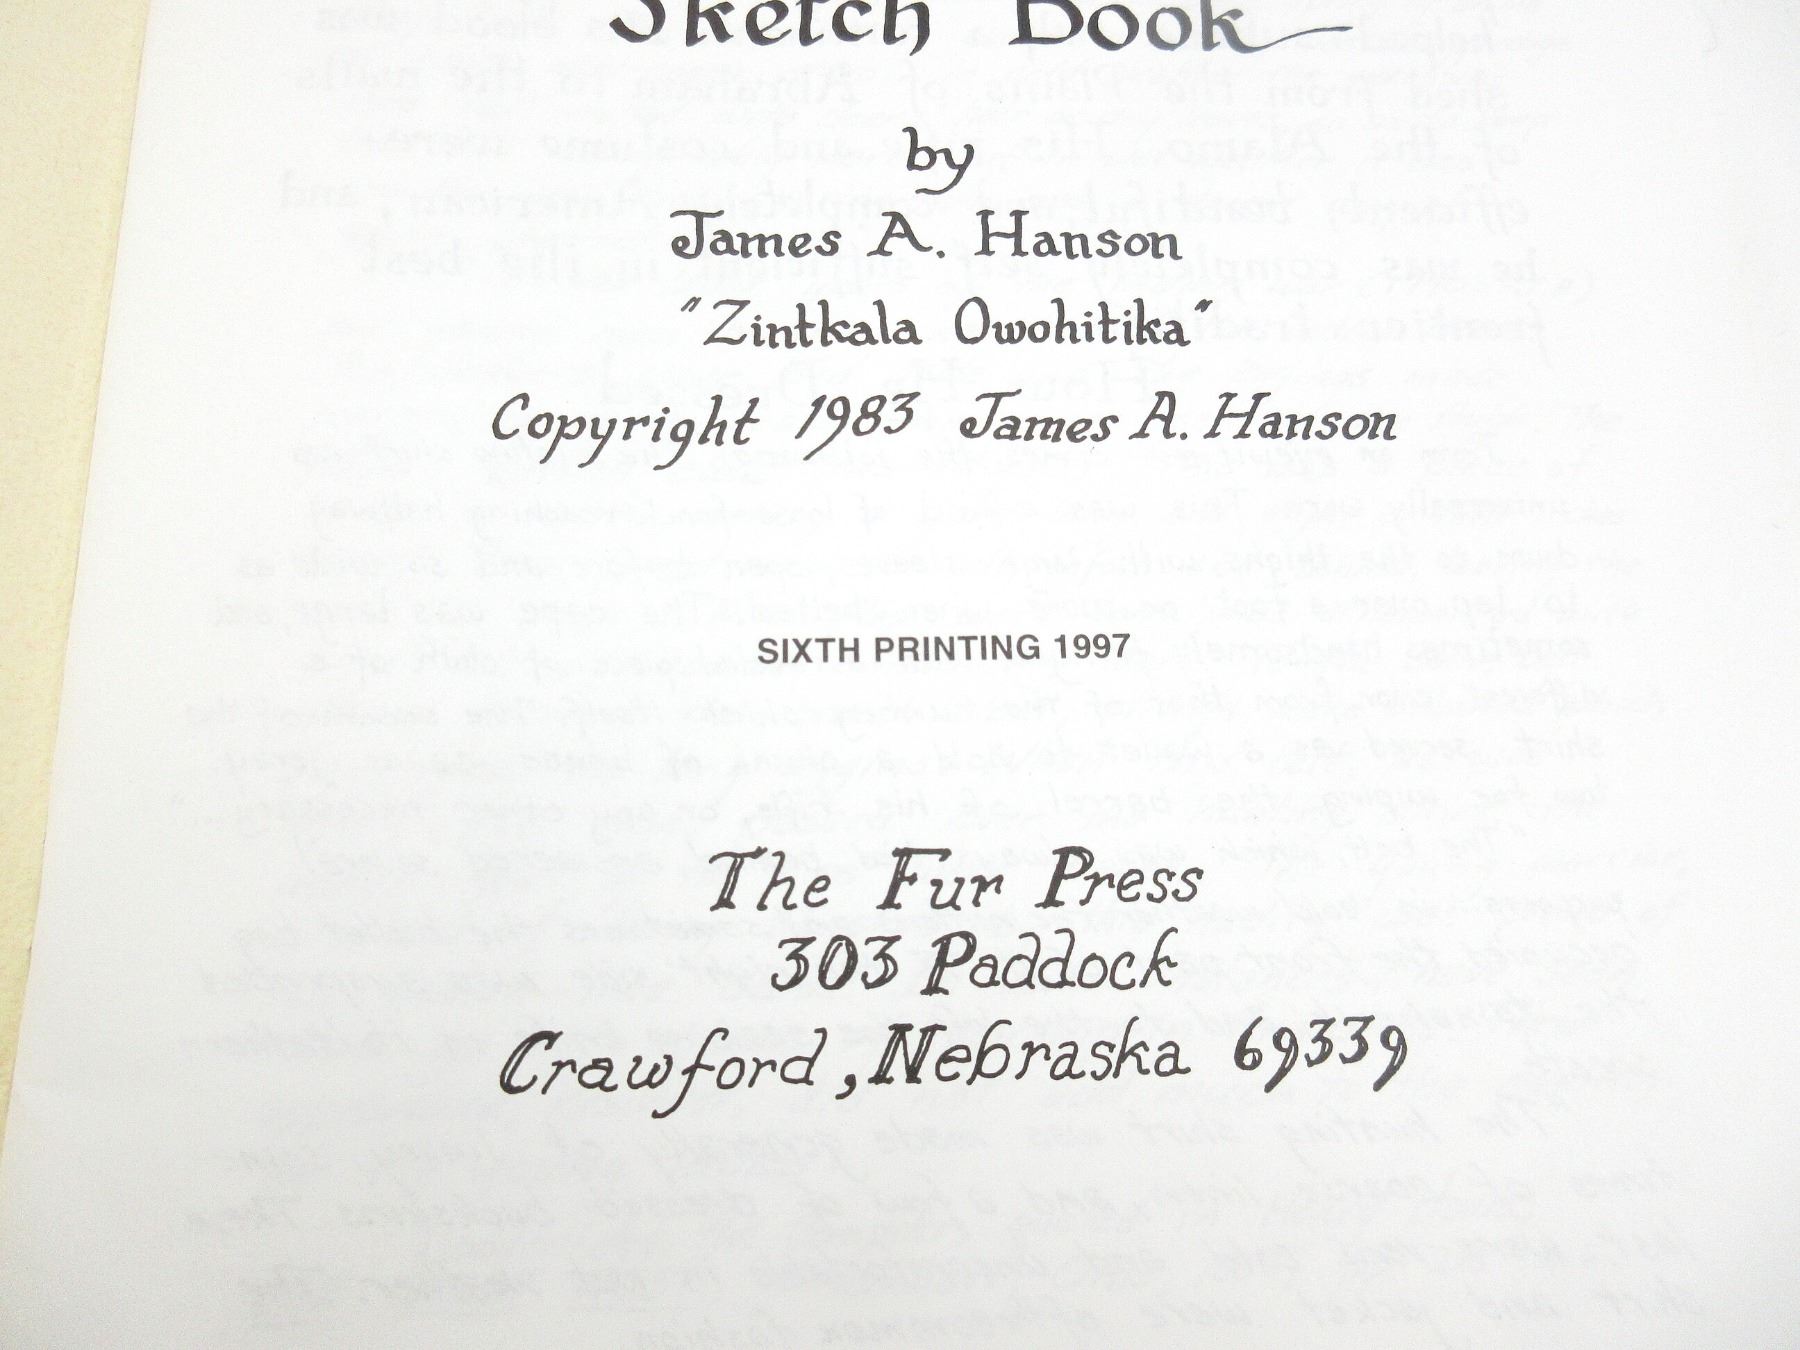 Sketch Book
by
James A. Hanson
"Zintkala Owohitika"
Copyright 1983 James A. Hanson
SIXTH PRINTING 1997
The Fur Press
303 Paddock
Crawford, Nebraska 69339